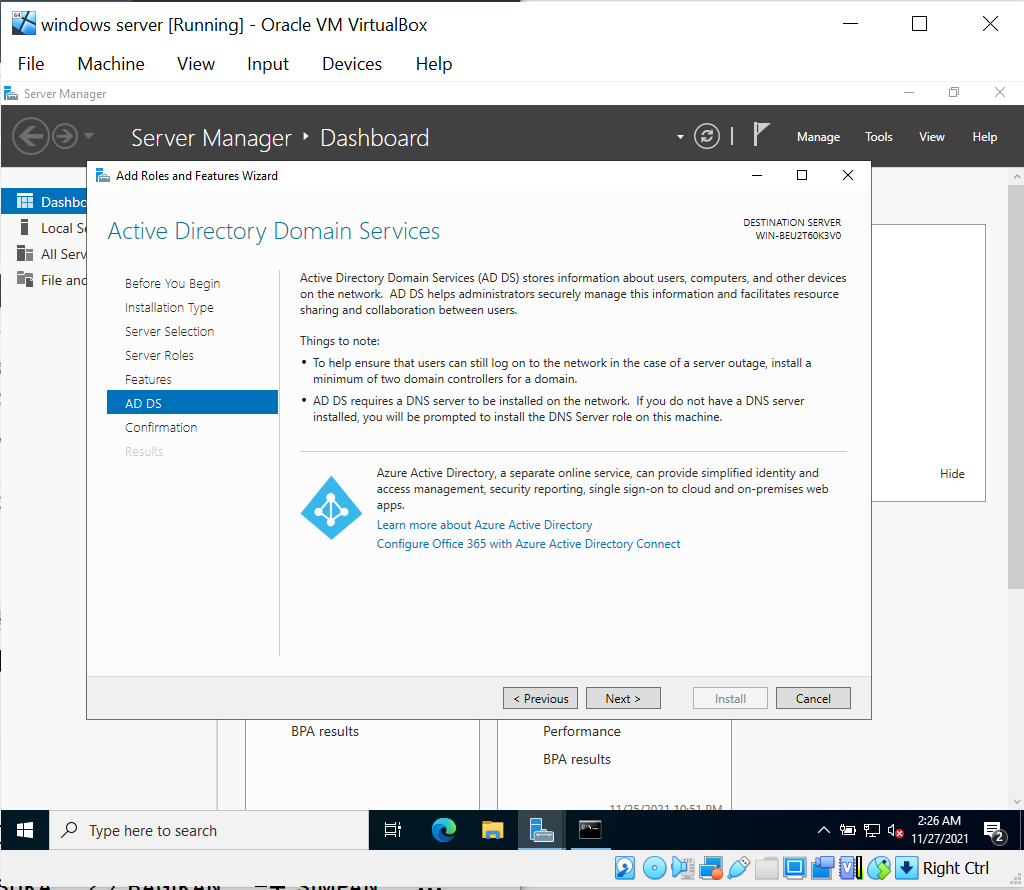 windows server [Running] - Oracle VM VirtualBox
File Machine View Input Devices Help
Server Manager
Server Manager Dashboard
Manage Tools View Help
Add Roles and Features Wizard
Dashbo
Local Se
All Serv
File and
Active Directory Domain Services
DESTINATION SERVER
WIN-BEU2T60K3V0
Before You Begin
Installation Type
Server Selection
Server Roles
Features
AD DS
Confirmation
Results
Active Directory Domain Services (AD DS) stores information about users, computers, and other devices
on the network. AD DS helps administrators securely manage this information and facilitates resource
sharing and collaboration between users.
Things to note:
• To help ensure that users can still log on to the network in the case of a server outage, install a
minimum of two domain controllers for a domain.
• AD DS requires a DNS server to be installed on the network. If you do not have a DNS server
installed, you will be prompted to install the DNS Server role on this machine.
Azure Active Directory, a separate online service, can provide simplified identity and
access management, security reporting, single sign-on to cloud and on-premises web
apps.
Learn more about Azure Active Directory
Configure Office 365 with Azure Active Directory Connect
Hide
< Previous Next > Install Cancel
BPA results
Performance
BPA results
11/25/2021 10:51 PM
Type here to search
2:26 AM
11/27/2021
2
Right Ctrl